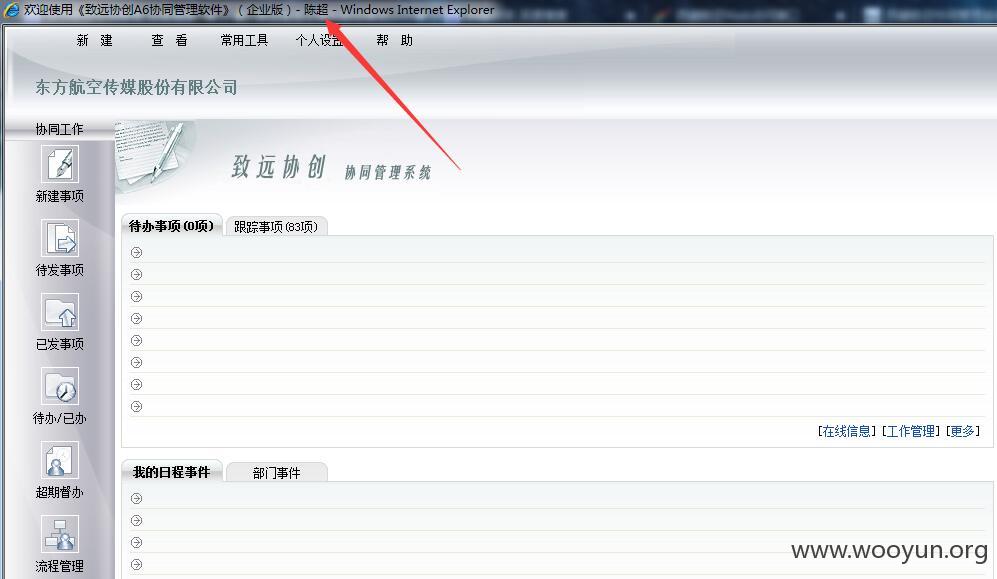 欢迎使用《致远协创A6协同管理软件》（企业版）- 陈超 - Windows Internet Explorer
新 建 查 看 常用工具 个人设置 帮 助
东方航空传媒股份有限公司
协同工作
致远协创 协同管理系统
新建事项
待办事项(0项) 跟踪事项(83项)
待发事项
已发事项
待办/已办
[在线信息] [工作管理] [更多]
我的日程事件 部门事件
超期督办
流程管理
www.wooyun.org